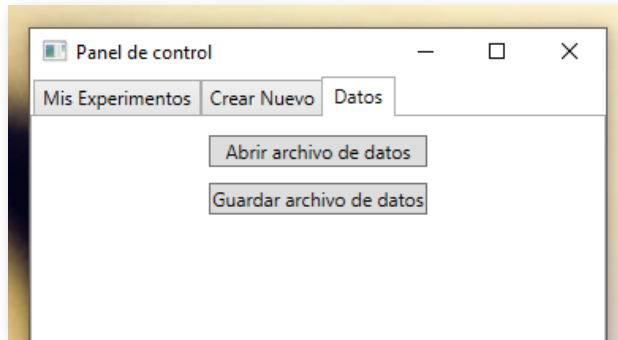 Panel de control
Mis Experimentos Crear Nuevo Datos
Abrir archivo de datos
Guardar archivo de datos